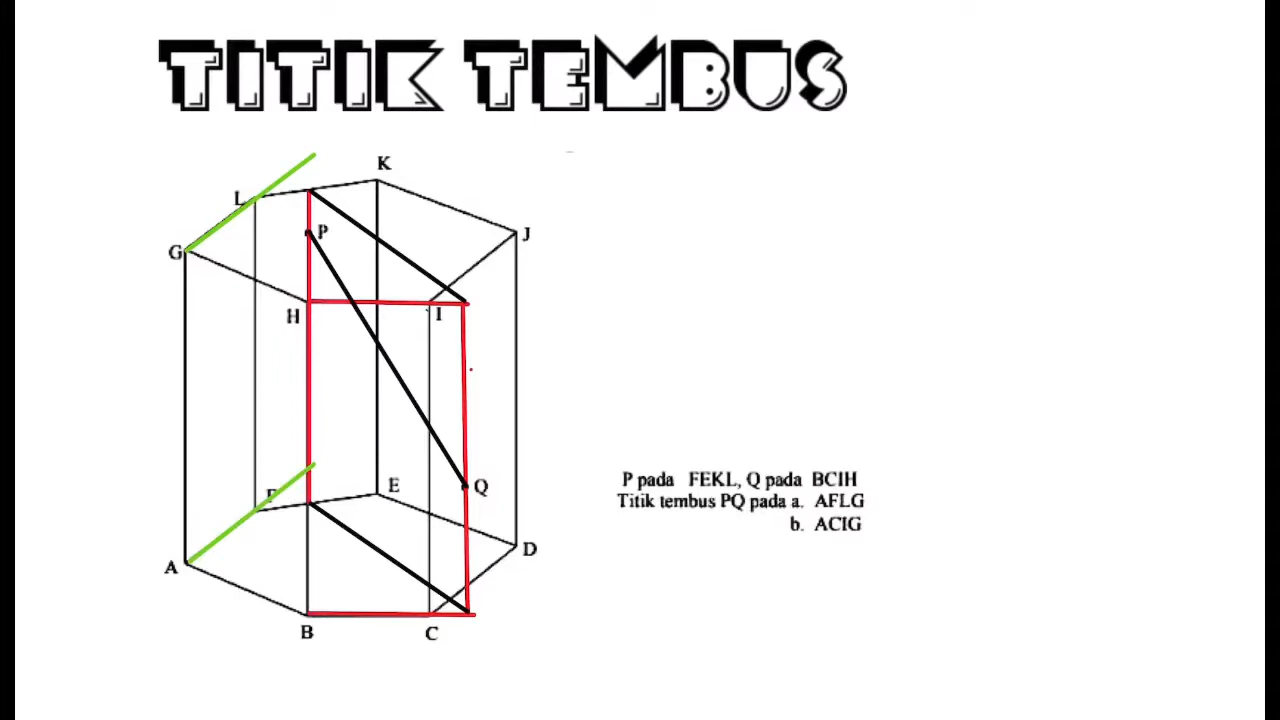 TITIK TEMBUS
K
L
P
J
G
H
I
Q
P pada FEKL, Q pada BCIH
Titik tembus PQ pada a. AFLG
b. ACIG
F
E
D
A
B
C